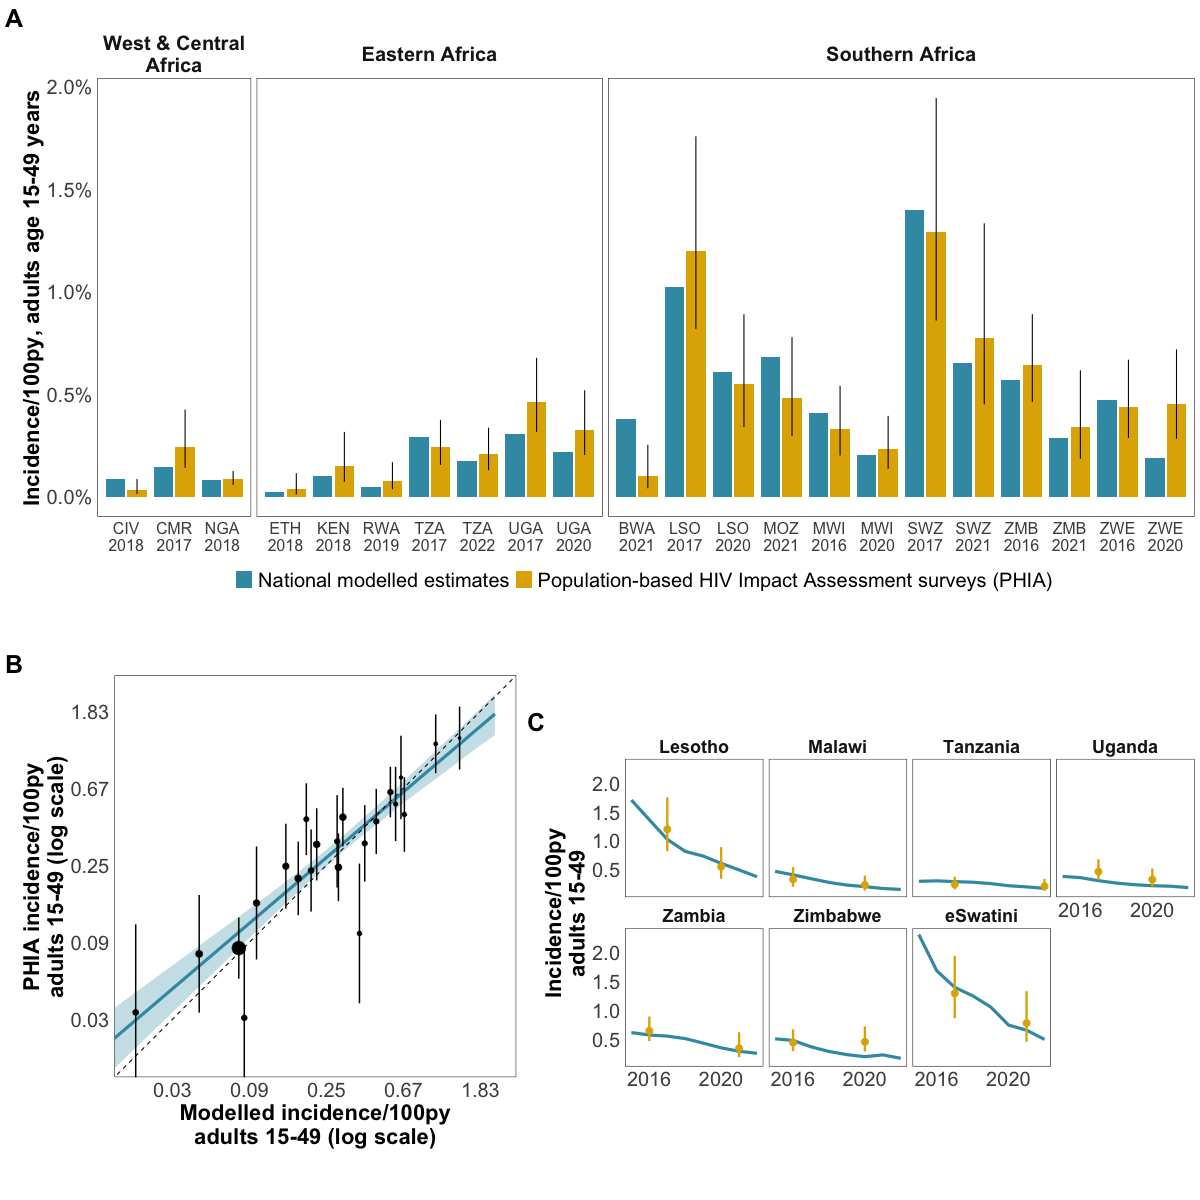 A
West & Central
Africa
Eastern Africa
Southern Africa
Incidence/100py, adults age 15-49 years
2.0%
1.5%
1.0%
0.5%
0.0%
CIV CMR NGA ETH KEN RWA TZA TZA UGA UGA BWA LSO LSO MOZ MWI MWI SWZ SWZ ZMB ZMB ZWE ZWE
2018 2017 2018 2018 2018 2019 2017 2022 2017 2020 2021 2017 2020 2021 2016 2020 2017 2021 2016 2021 2016 2020
National modelled estimates Population-based HIV Impact Assessment surveys (PHIA)
B
PHIA incidence/100py
adults 15-49 (log scale)
1.83
0.67
0.25
0.09
0.03
0.03 0.09 0.25 0.67 1.83
Modelled incidence/100py
adults 15-49 (log scale)
C
Incidence/100py
adults 15-49
Lesotho Malawi Tanzania Uganda
2.0
1.5
1.0
0.5
2016 2020
Zambia Zimbabwe eSwatini
2.0
1.5
1.0
0.5
2016 2020 2016 2020 2016 2020